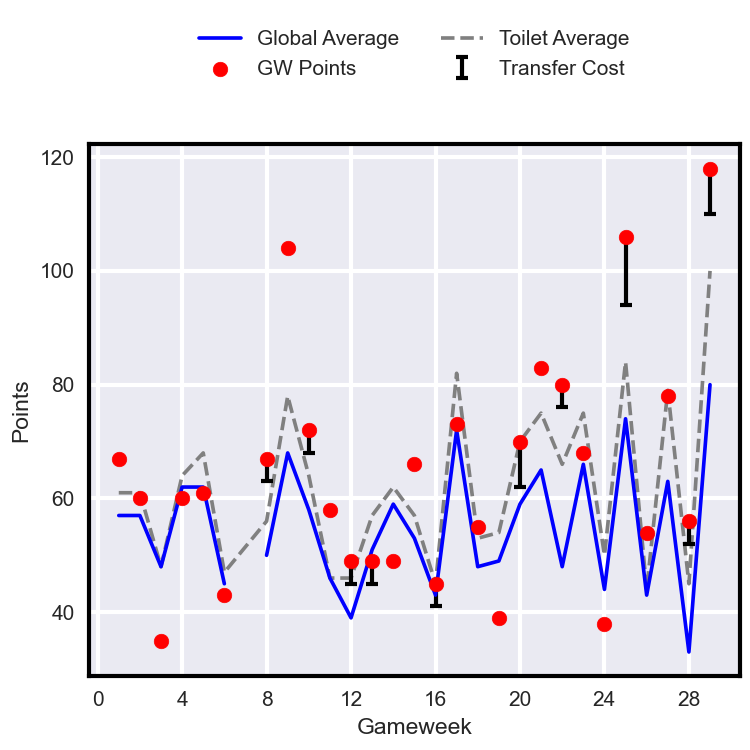 Global Average Toilet Average
GW Points Transfer Cost
120
100
80
60
40
Points
0 4 8 12 16 20 24 28
Gameweek